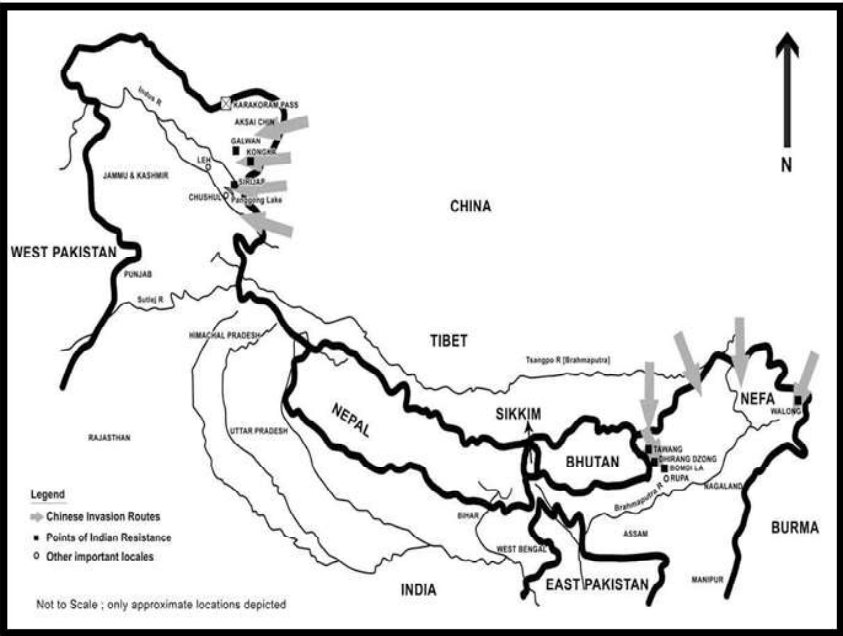 Indus R
KARAKORAM PASS
AKSAI CHIN
GALWAN
KONGKA
LEH
SIRIJAP
JAMMU & KASHMIR
CHUSHUL
Panggong Lake
N
CHINA
WEST PAKISTAN
PUNJAB
Sutlej R
HIMACHAL PRADESH
TIBET
Tsangpo R [Brahmaputra]
NEFA
WALONG
NEPAL
SIKKIM
RAJASTHAN
UTTAR PRADESH
BHUTAN
TAWANG
DHIRANG DZONG
BOMDI LA
RUPA
NAGALAND
Brahmaputra R
Legend
Chinese Invasion Routes
Points of Indian Resistance
Other important locales
BIHAR
WEST BENGAL
ASSAM
BURMA
INDIA
EAST PAKISTAN
MANIPUR
Not to Scale ; only approximate locations depicted